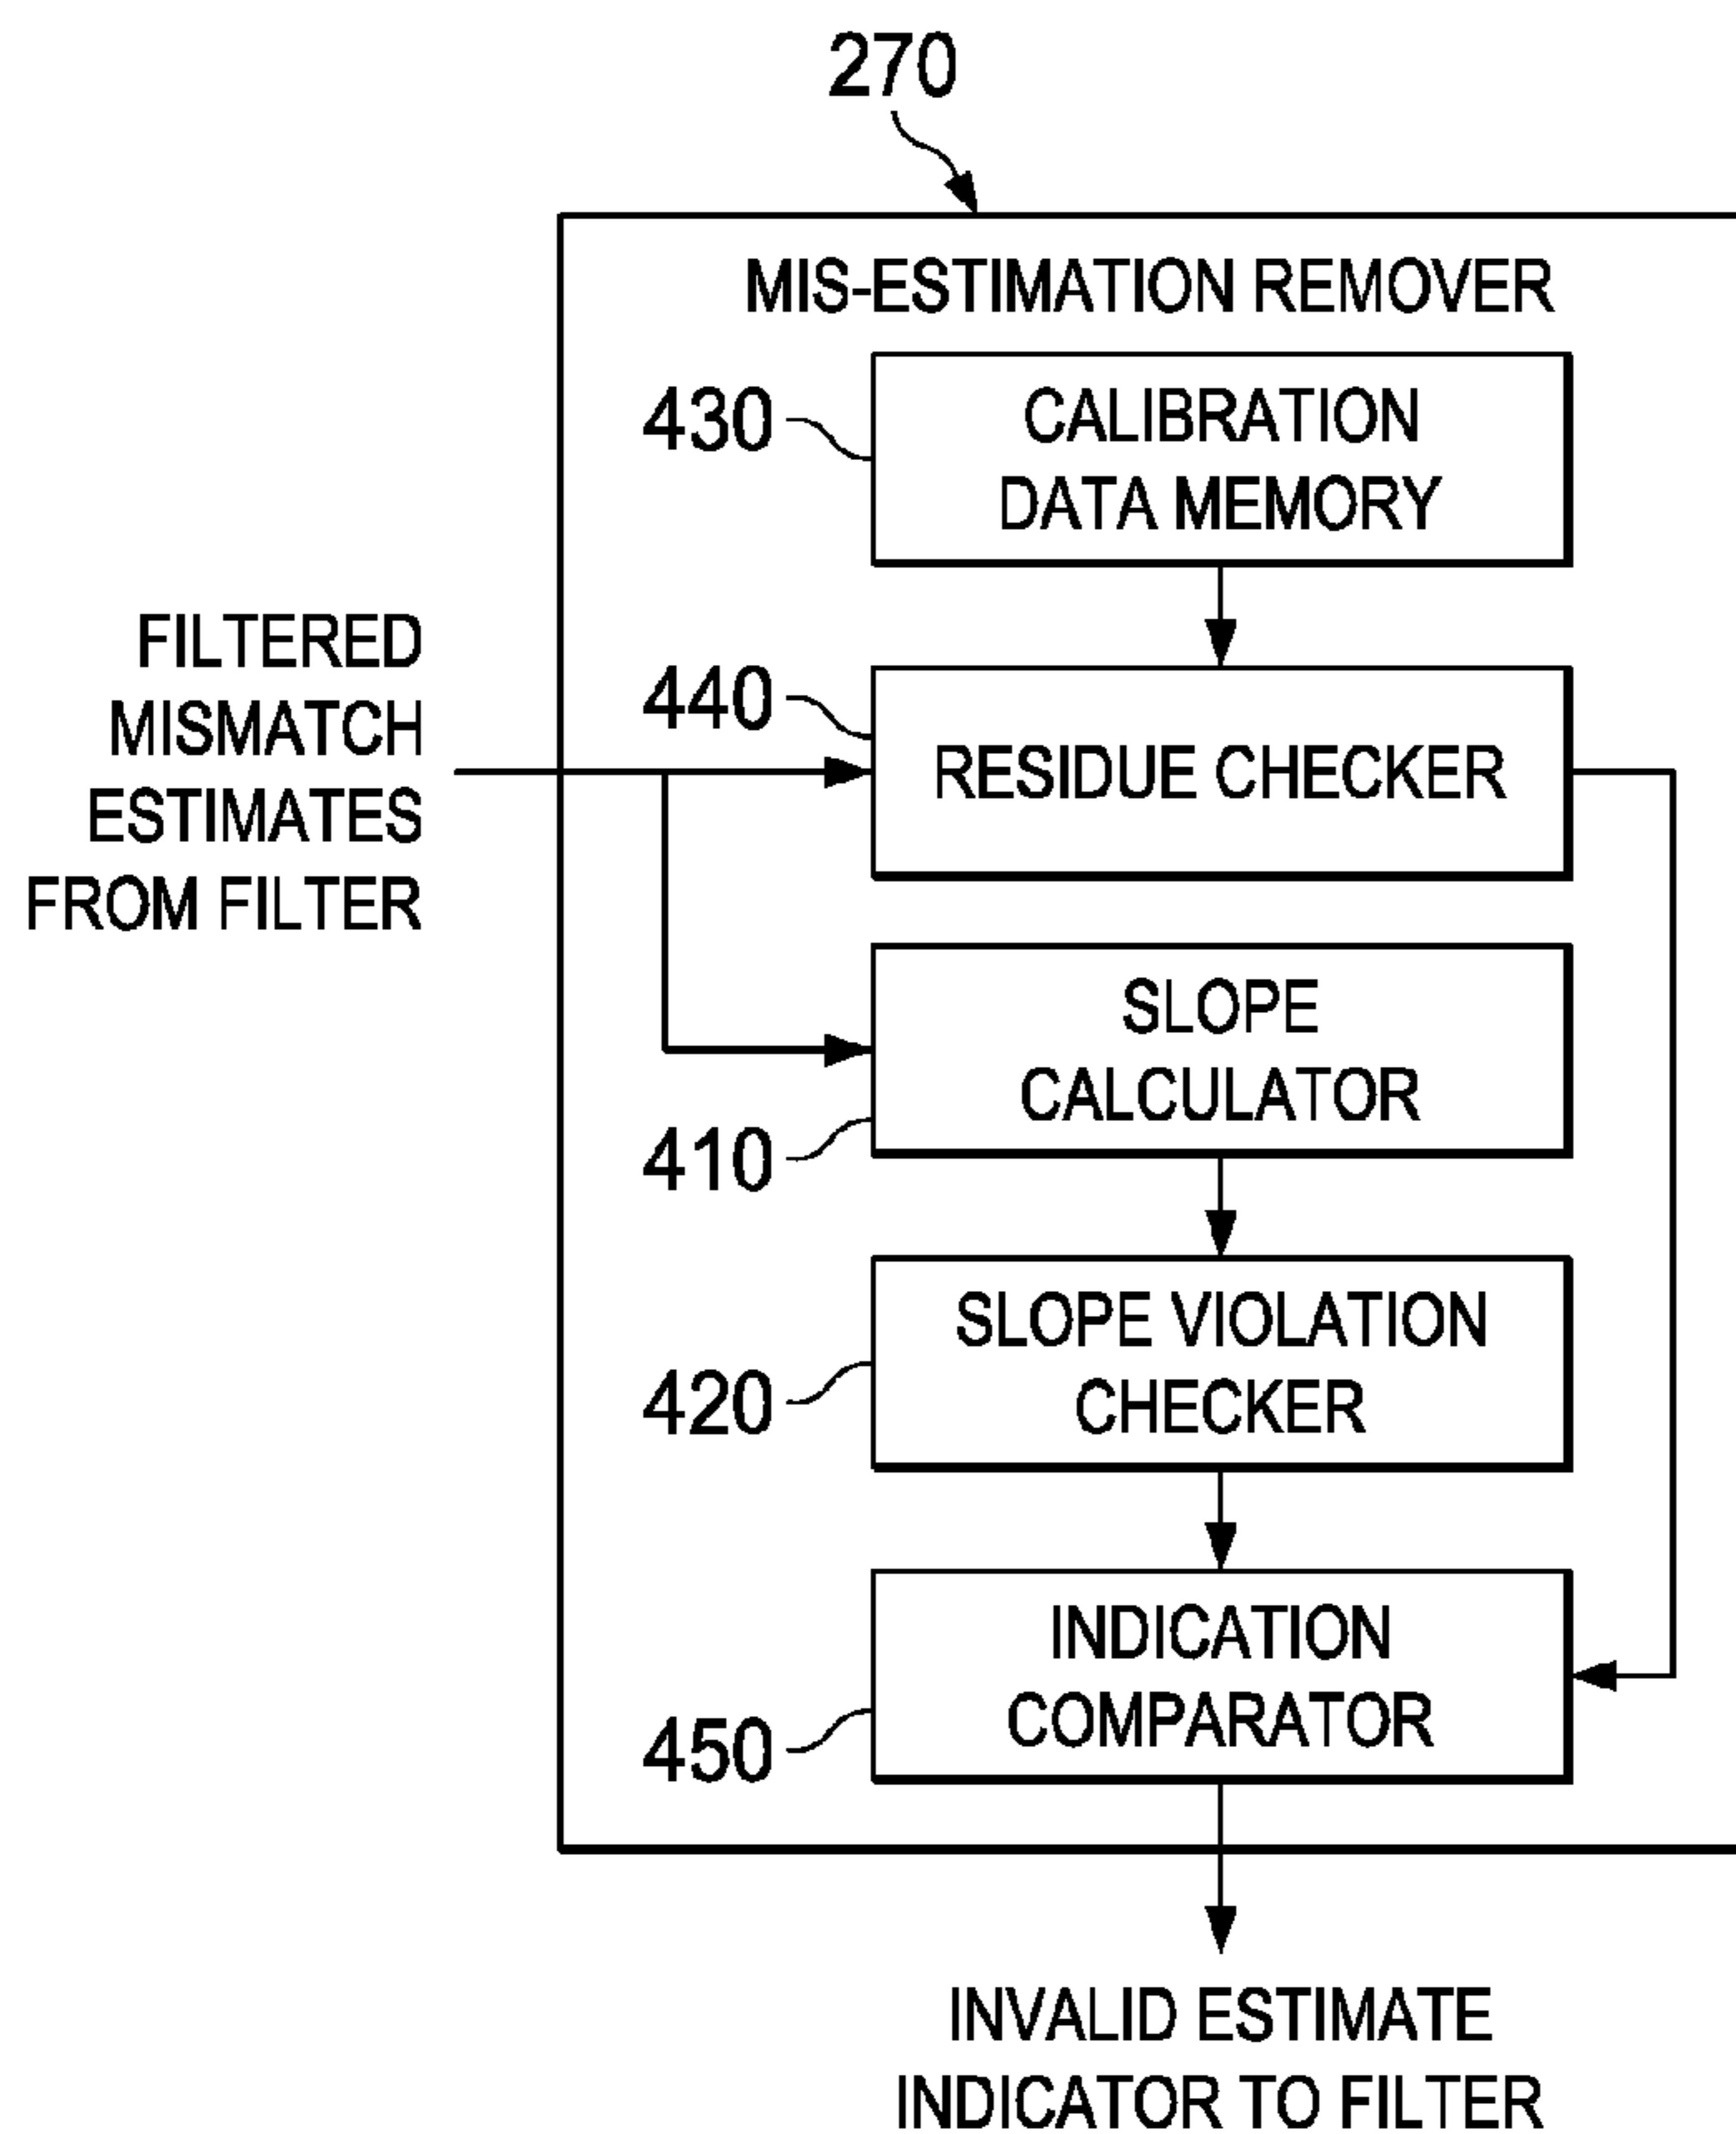 270
MIS-ESTIMATION REMOVER
430
CALIBRATION
DATA MEMORY
FILTERED
MISMATCH
ESTIMATES
FROM FILTER
440
RESIDUE CHECKER
SLOPE
CALCULATOR
410
SLOPE VIOLATION
CHECKER
420
INDICATION
COMPARATOR
450
INVALID ESTIMATE
INDICATOR TO FILTER